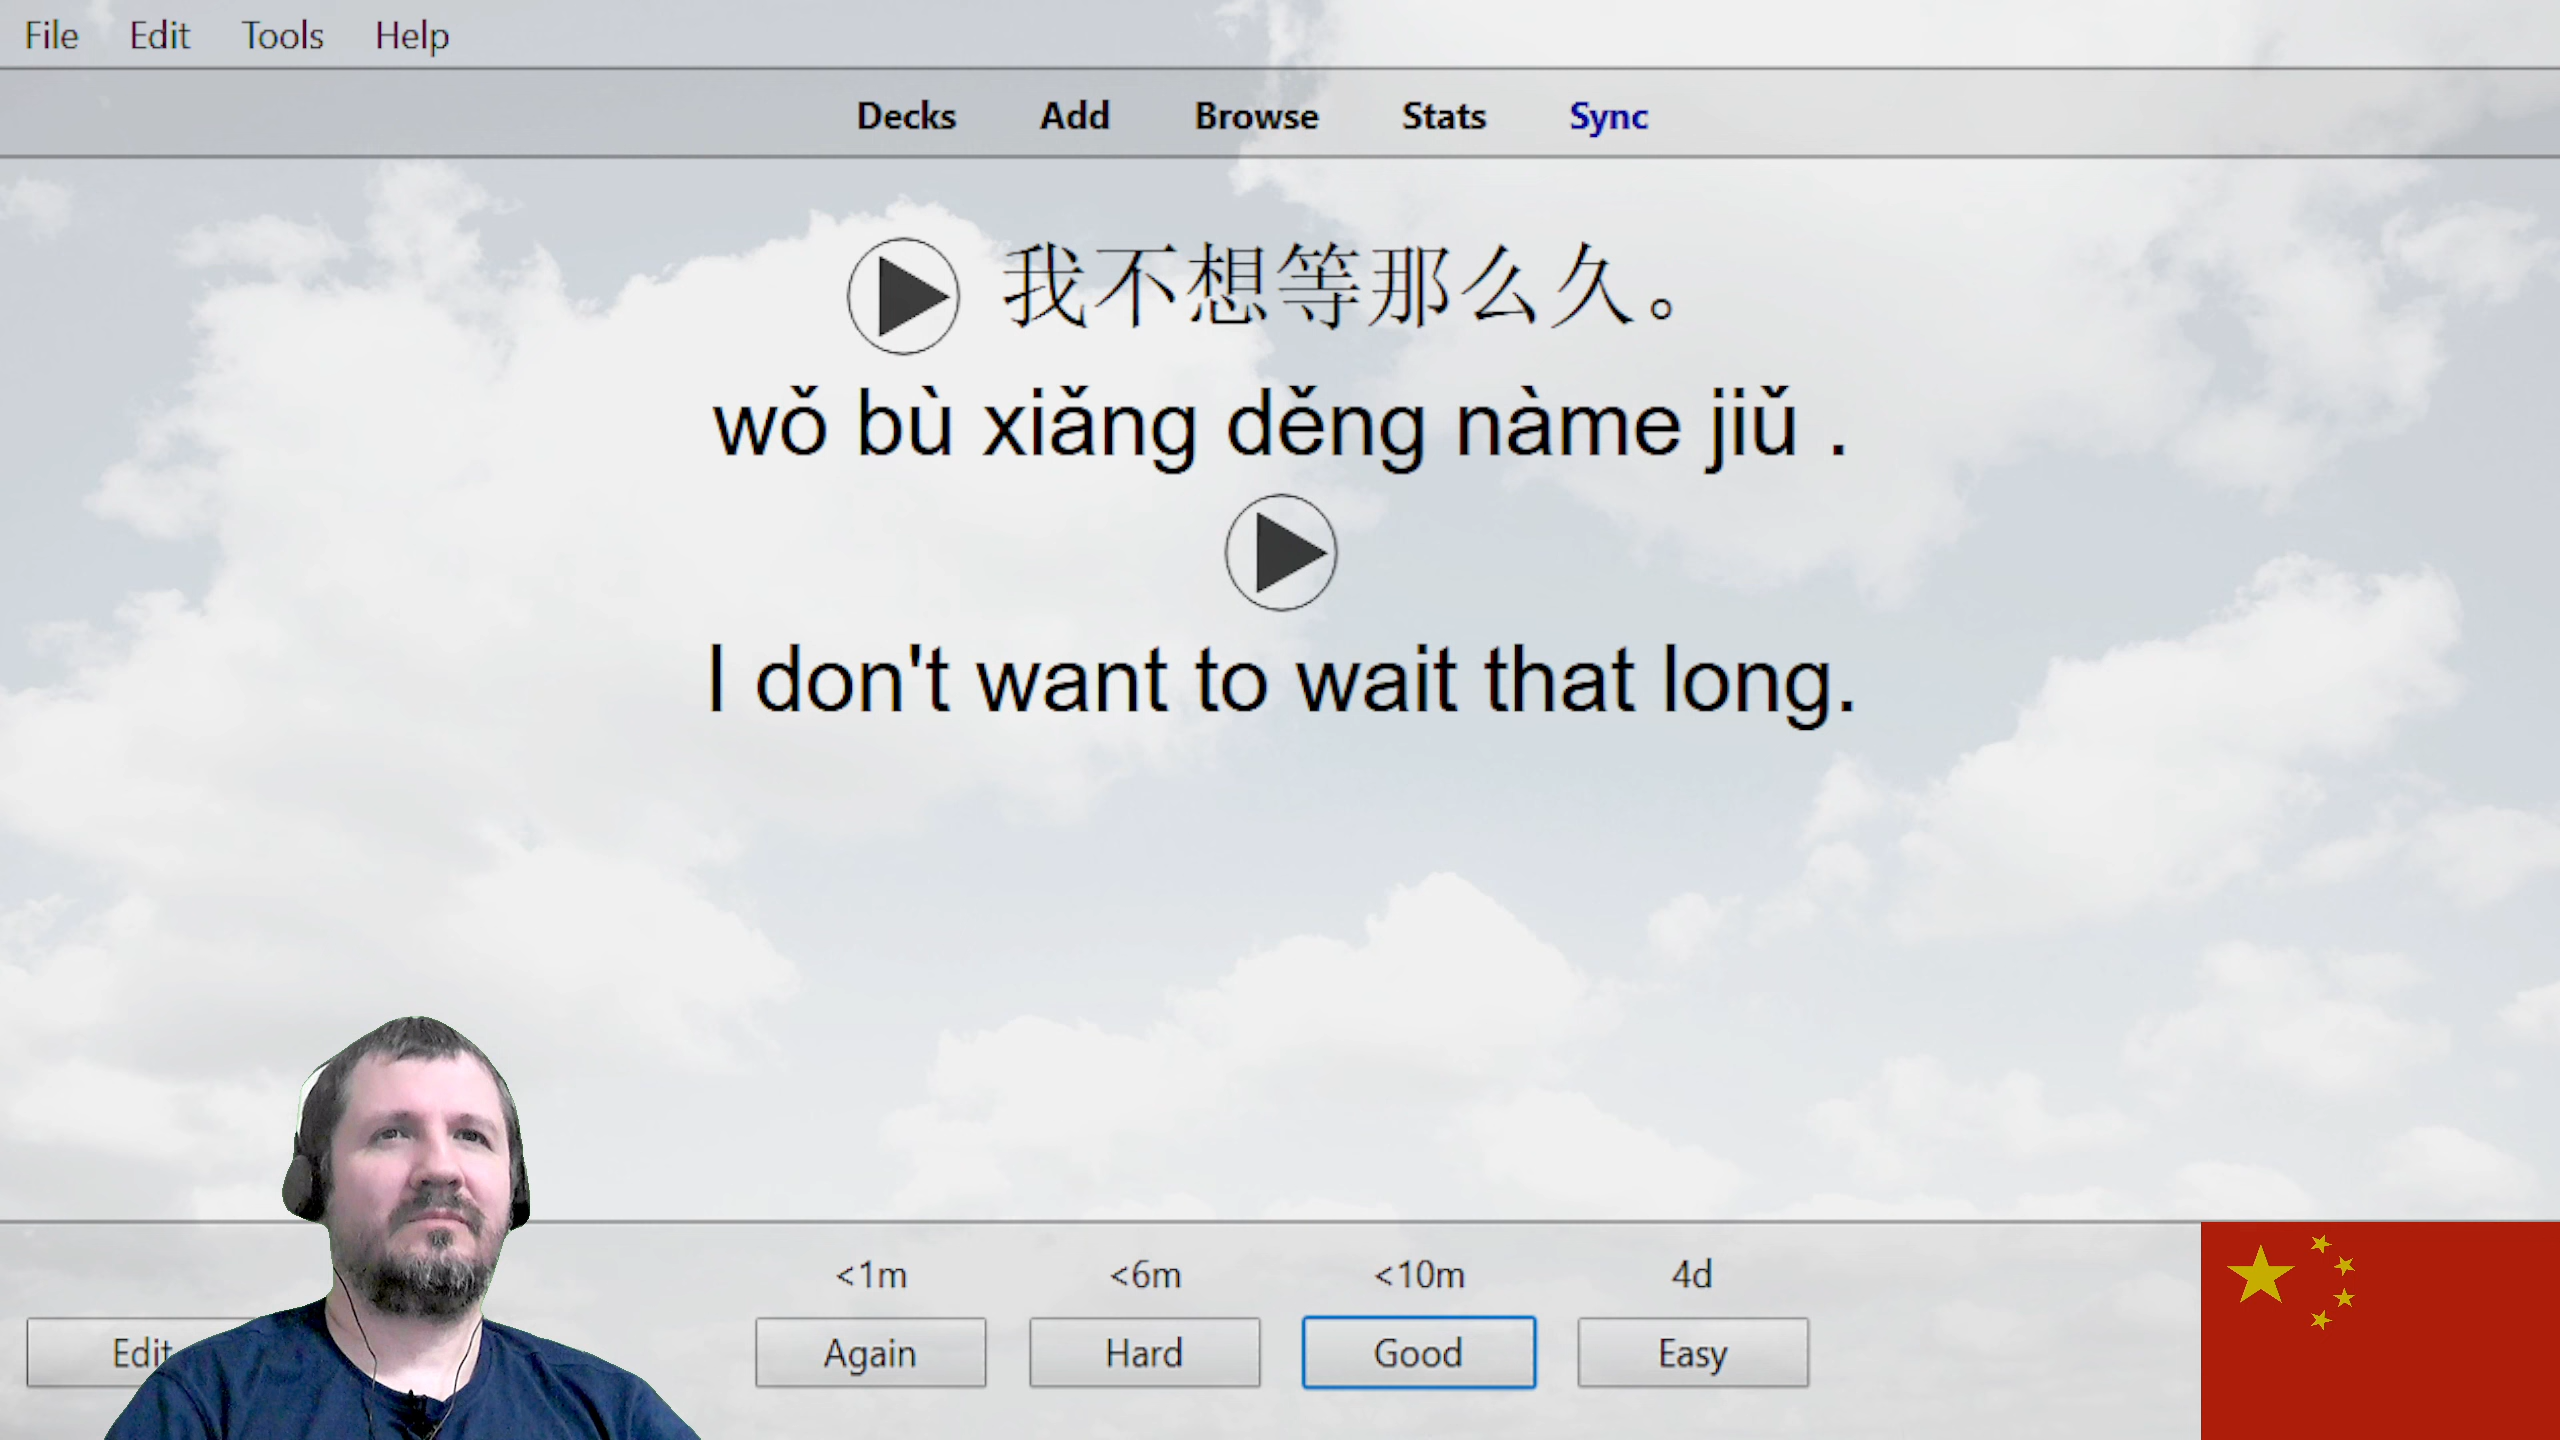 File Edit Tools Help
Decks Add Browse Stats Sync
我不想等那么久。
wǒ bù xiǎng děng nàme jiǔ .
I don't want to wait that long.
<1m <6m <10m 4d
Edit Again Hard Good Easy